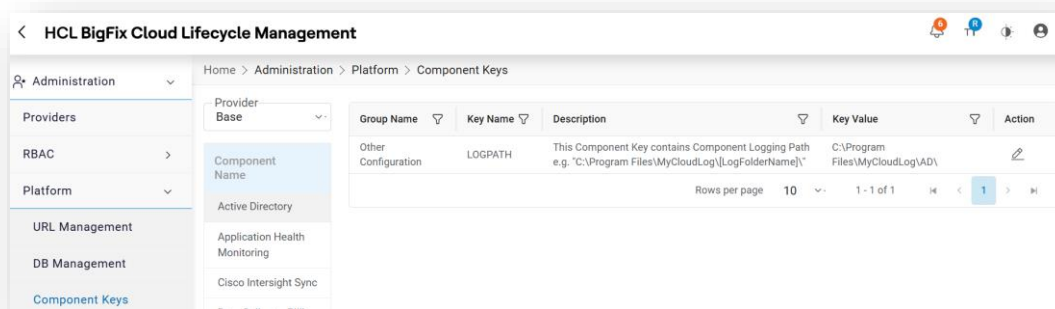 HCL BigFix Cloud Lifecycle Management
6
R
Administration
Home > Administration > Platform > Component Keys
Providers
RBAC
Platform
URL Management
DB Management
Component Keys
Provider
Base
Component
Name
Active Directory
Application Health
Monitoring
Cisco Intersight Sync
Group Name Key Name Description Key Value Action
Other
Configuration
LOGPATH
This Component Key contains Component Logging Path
e.g. "C:\Program Files\MyCloudLog\[LogFolderName]\"
C:\Program
Files\MyCloudLog\AD\
Rows per page 10 1 - 1 of 1 1